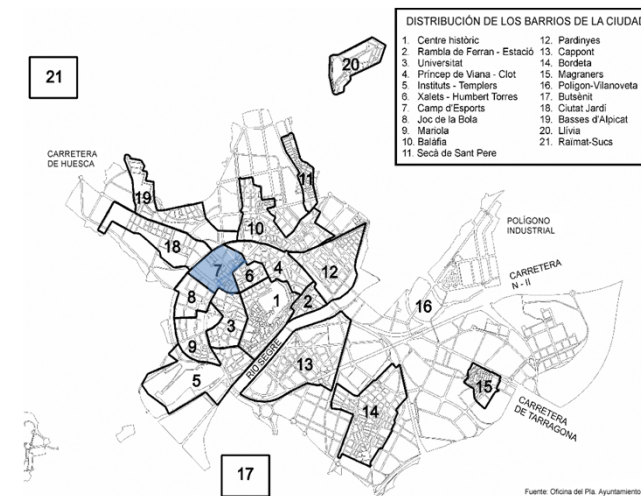 DISTRIBUCIÓN DE LOS BARRIOS DE LA CIUDAD
1. Centre històric
2. Rambla de Ferran - Estació
3. Universitat
4. Príncep de Viana - Clot
5. Instituts - Templers
6. Xalets - Humbert Torres
7. Camp d'Esports
8. Joc de la Bola
9. Mariola
10. Balàfia
11. Secà de Sant Pere
12. Pardinyes
13. Cappont
14. Bordeta
15. Magraners
16. Polígon-Vilanoveta
17. Butsènit
18. Ciutat Jardí
19. Basses d'Alpicat
20. Llívia
21. Raïmat-Sucs
21
20
CARRETERA
DE HUESCA
11
19
10
POLÍGONO
INDUSTRIAL
18
CARRETERA
N - II
7
6
4
12
8
1
2
16
3
9
RIO SEGRE
13
5
15
14
CARRETERA
DE TARRAGONA
17
Fuente: Oficina del Pla. Ayuntamiento